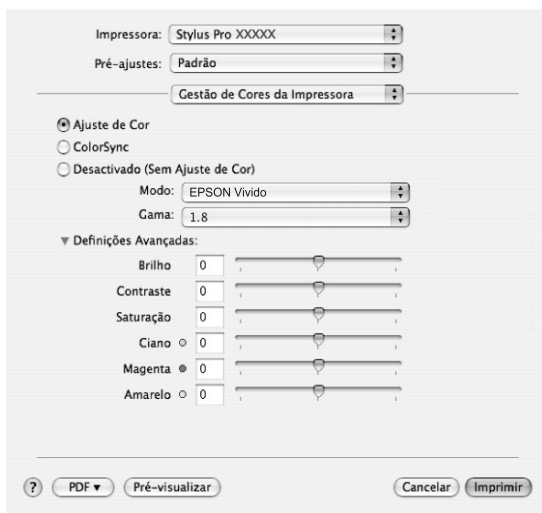 Impressora: Stylus Pro XXXXX
Pré-ajustes: Padrão
Gestão de Cores da Impressora
Ajuste de Cor
ColorSync
Desactivado (Sem Ajuste de Cor)
Modo: EPSON Vivido
Gama: 1.8
Definições Avançadas:
Brilho 0
Contraste 0
Saturação 0
Ciano 0
Magenta 0
Amarelo 0
? PDF Pré-visualizar Cancelar Imprimir